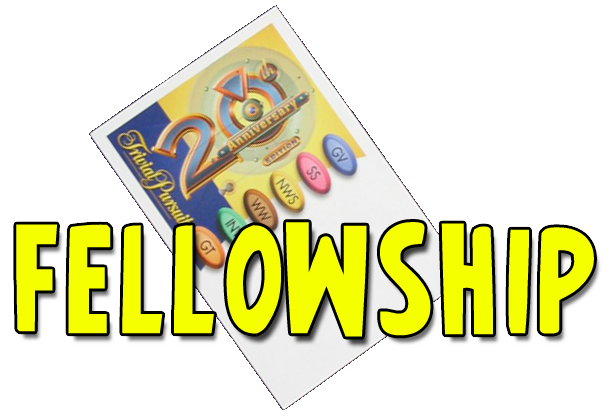 Trivial Pursuit
20th
Anniversary
EDITION
GT
IN
WW
NWS
SS
GV
FELLOWSHIP